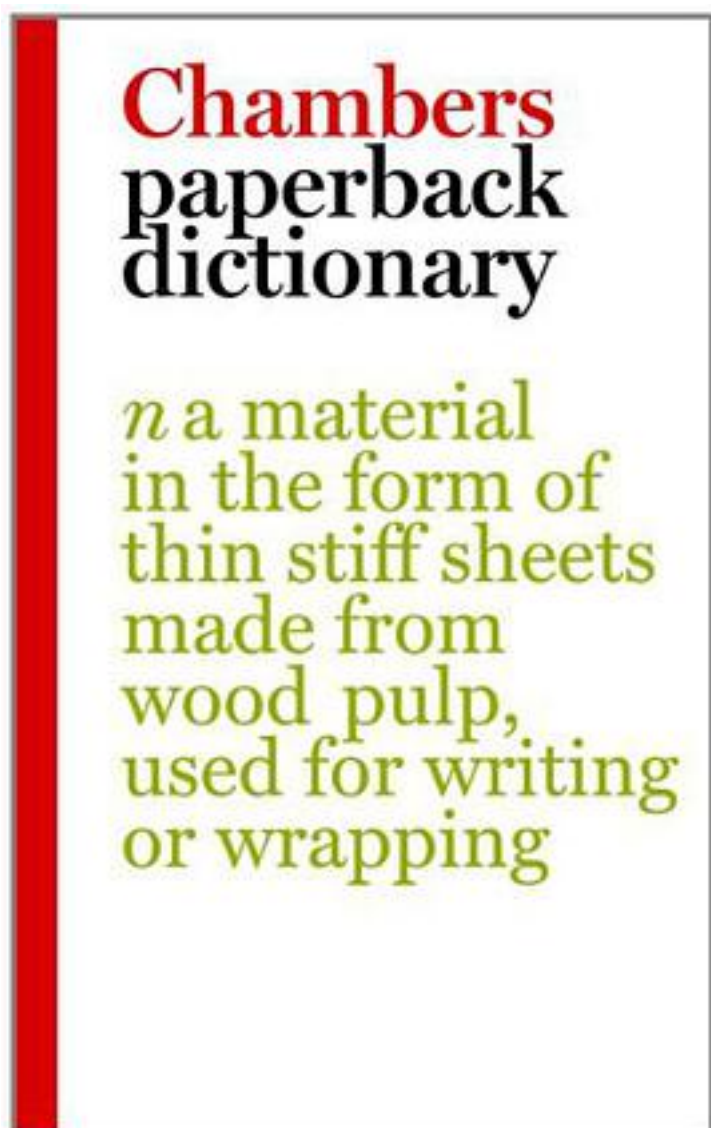 Chambers
paperback
dictionary
n a material
in the form of
thin stiff sheets
made from
wood pulp,
used for writing
or wrapping